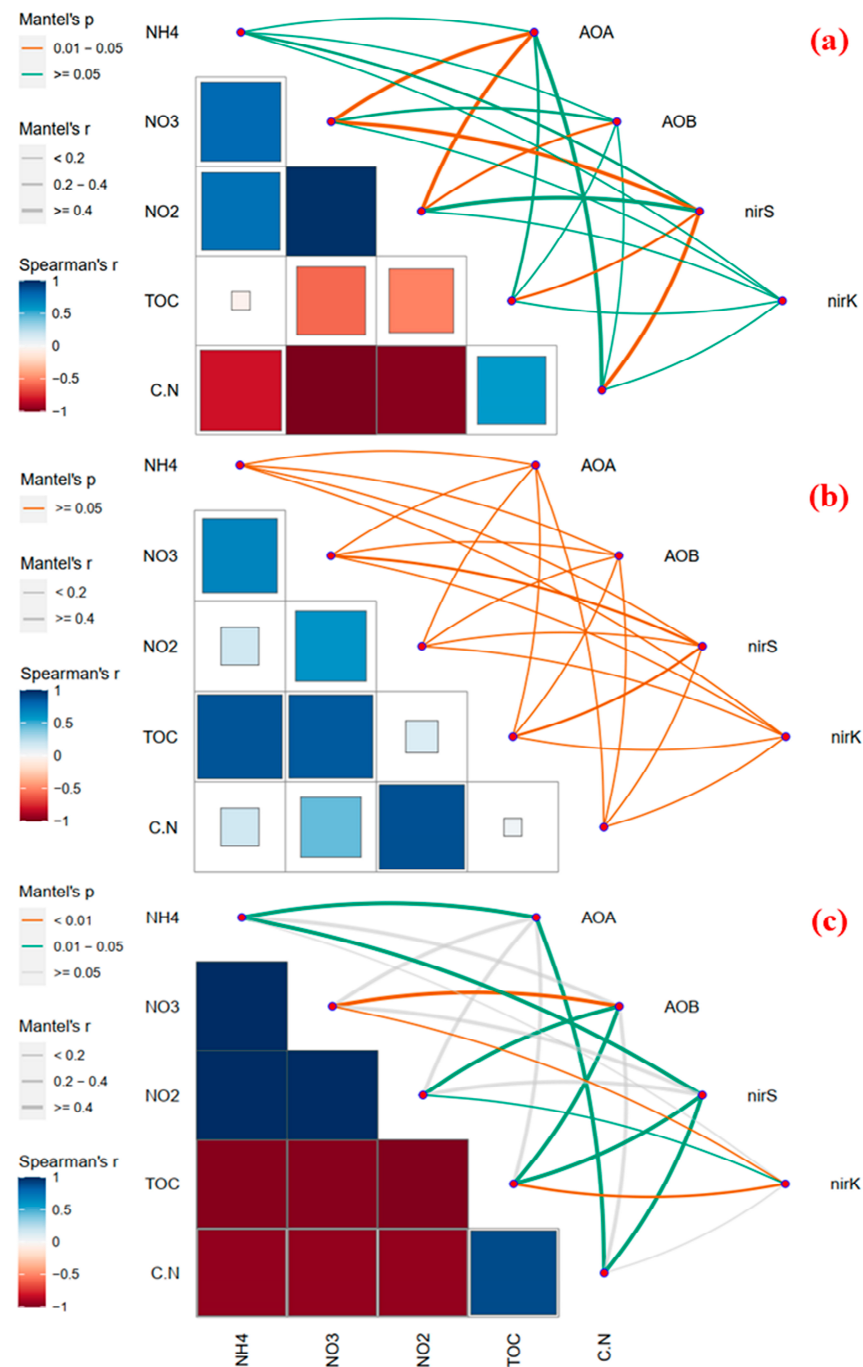 Mantel's p
0.01 − 0.05
>= 0.05
Mantel's r
< 0.2
0.2 − 0.4
>= 0.4
Spearman's r
1
0.5
0
−0.5
−1
NH4
NO3
NO2
TOC
C.N
AOA
AOB
nirS
nirK
(a)
Mantel's p
>= 0.05
Mantel's r
< 0.2
>= 0.4
Spearman's r
1
0.5
0
−0.5
−1
NH4
NO3
NO2
TOC
C.N
AOA
AOB
nirS
nirK
(b)
Mantel's p
< 0.01
0.01 − 0.05
>= 0.05
Mantel's r
< 0.2
0.2 − 0.4
>= 0.4
Spearman's r
1
0.5
0
−0.5
−1
NH4
NO3
NO2
TOC
C.N
AOA
AOB
nirS
nirK
(c)
NH4
NO3
NO2
TOC
C.N